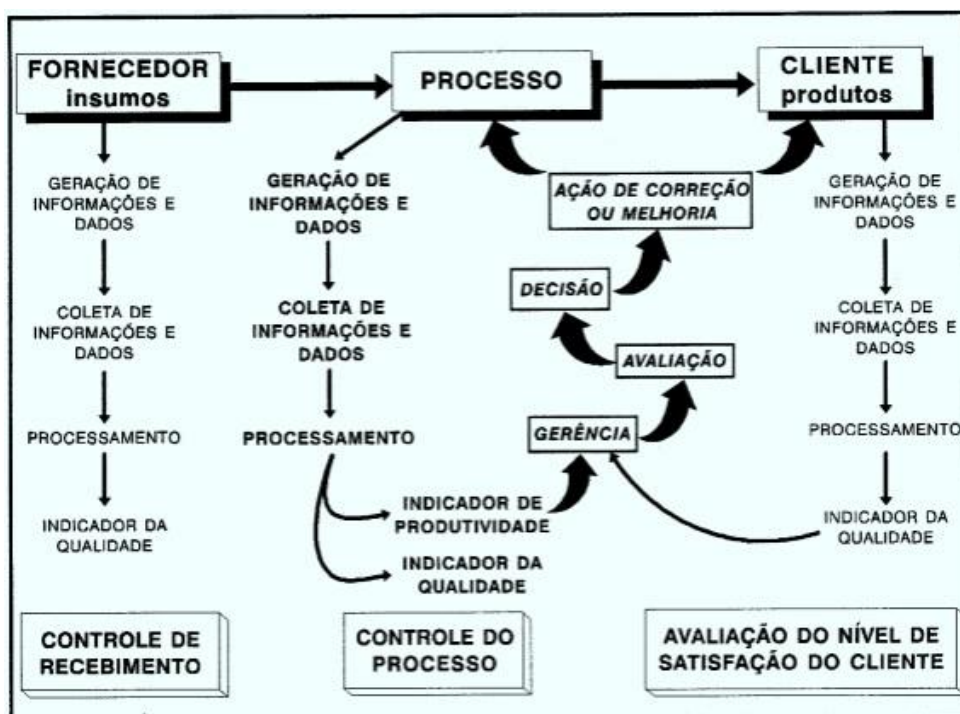 FORNECEDOR
insumos
PROCESSO
CLIENTE
produtos
GERAÇÃO DE
INFORMAÇÕES E
DADOS
COLETA DE
INFORMAÇÕES E
DADOS
PROCESSAMENTO
INDICADOR DA
QUALIDADE
CONTROLE DE
RECEBIMENTO
GERAÇÃO DE
INFORMAÇÕES E
DADOS
COLETA DE
INFORMAÇÕES E
DADOS
PROCESSAMENTO
INDICADOR DE
PRODUTIVIDADE
INDICADOR DA
QUALIDADE
CONTROLE DO
PROCESSO
AÇÃO DE CORREÇÃO
OU MELHORIA
DECISÃO
AVALIAÇÃO
GERÊNCIA
GERAÇÃO DE
INFORMAÇÕES E
DADOS
COLETA DE
INFORMAÇÕES E
DADOS
PROCESSAMENTO
INDICADOR DA
QUALIDADE
AVALIAÇÃO DO NÍVEL DE
SATISFAÇÃO DO CLIENTE